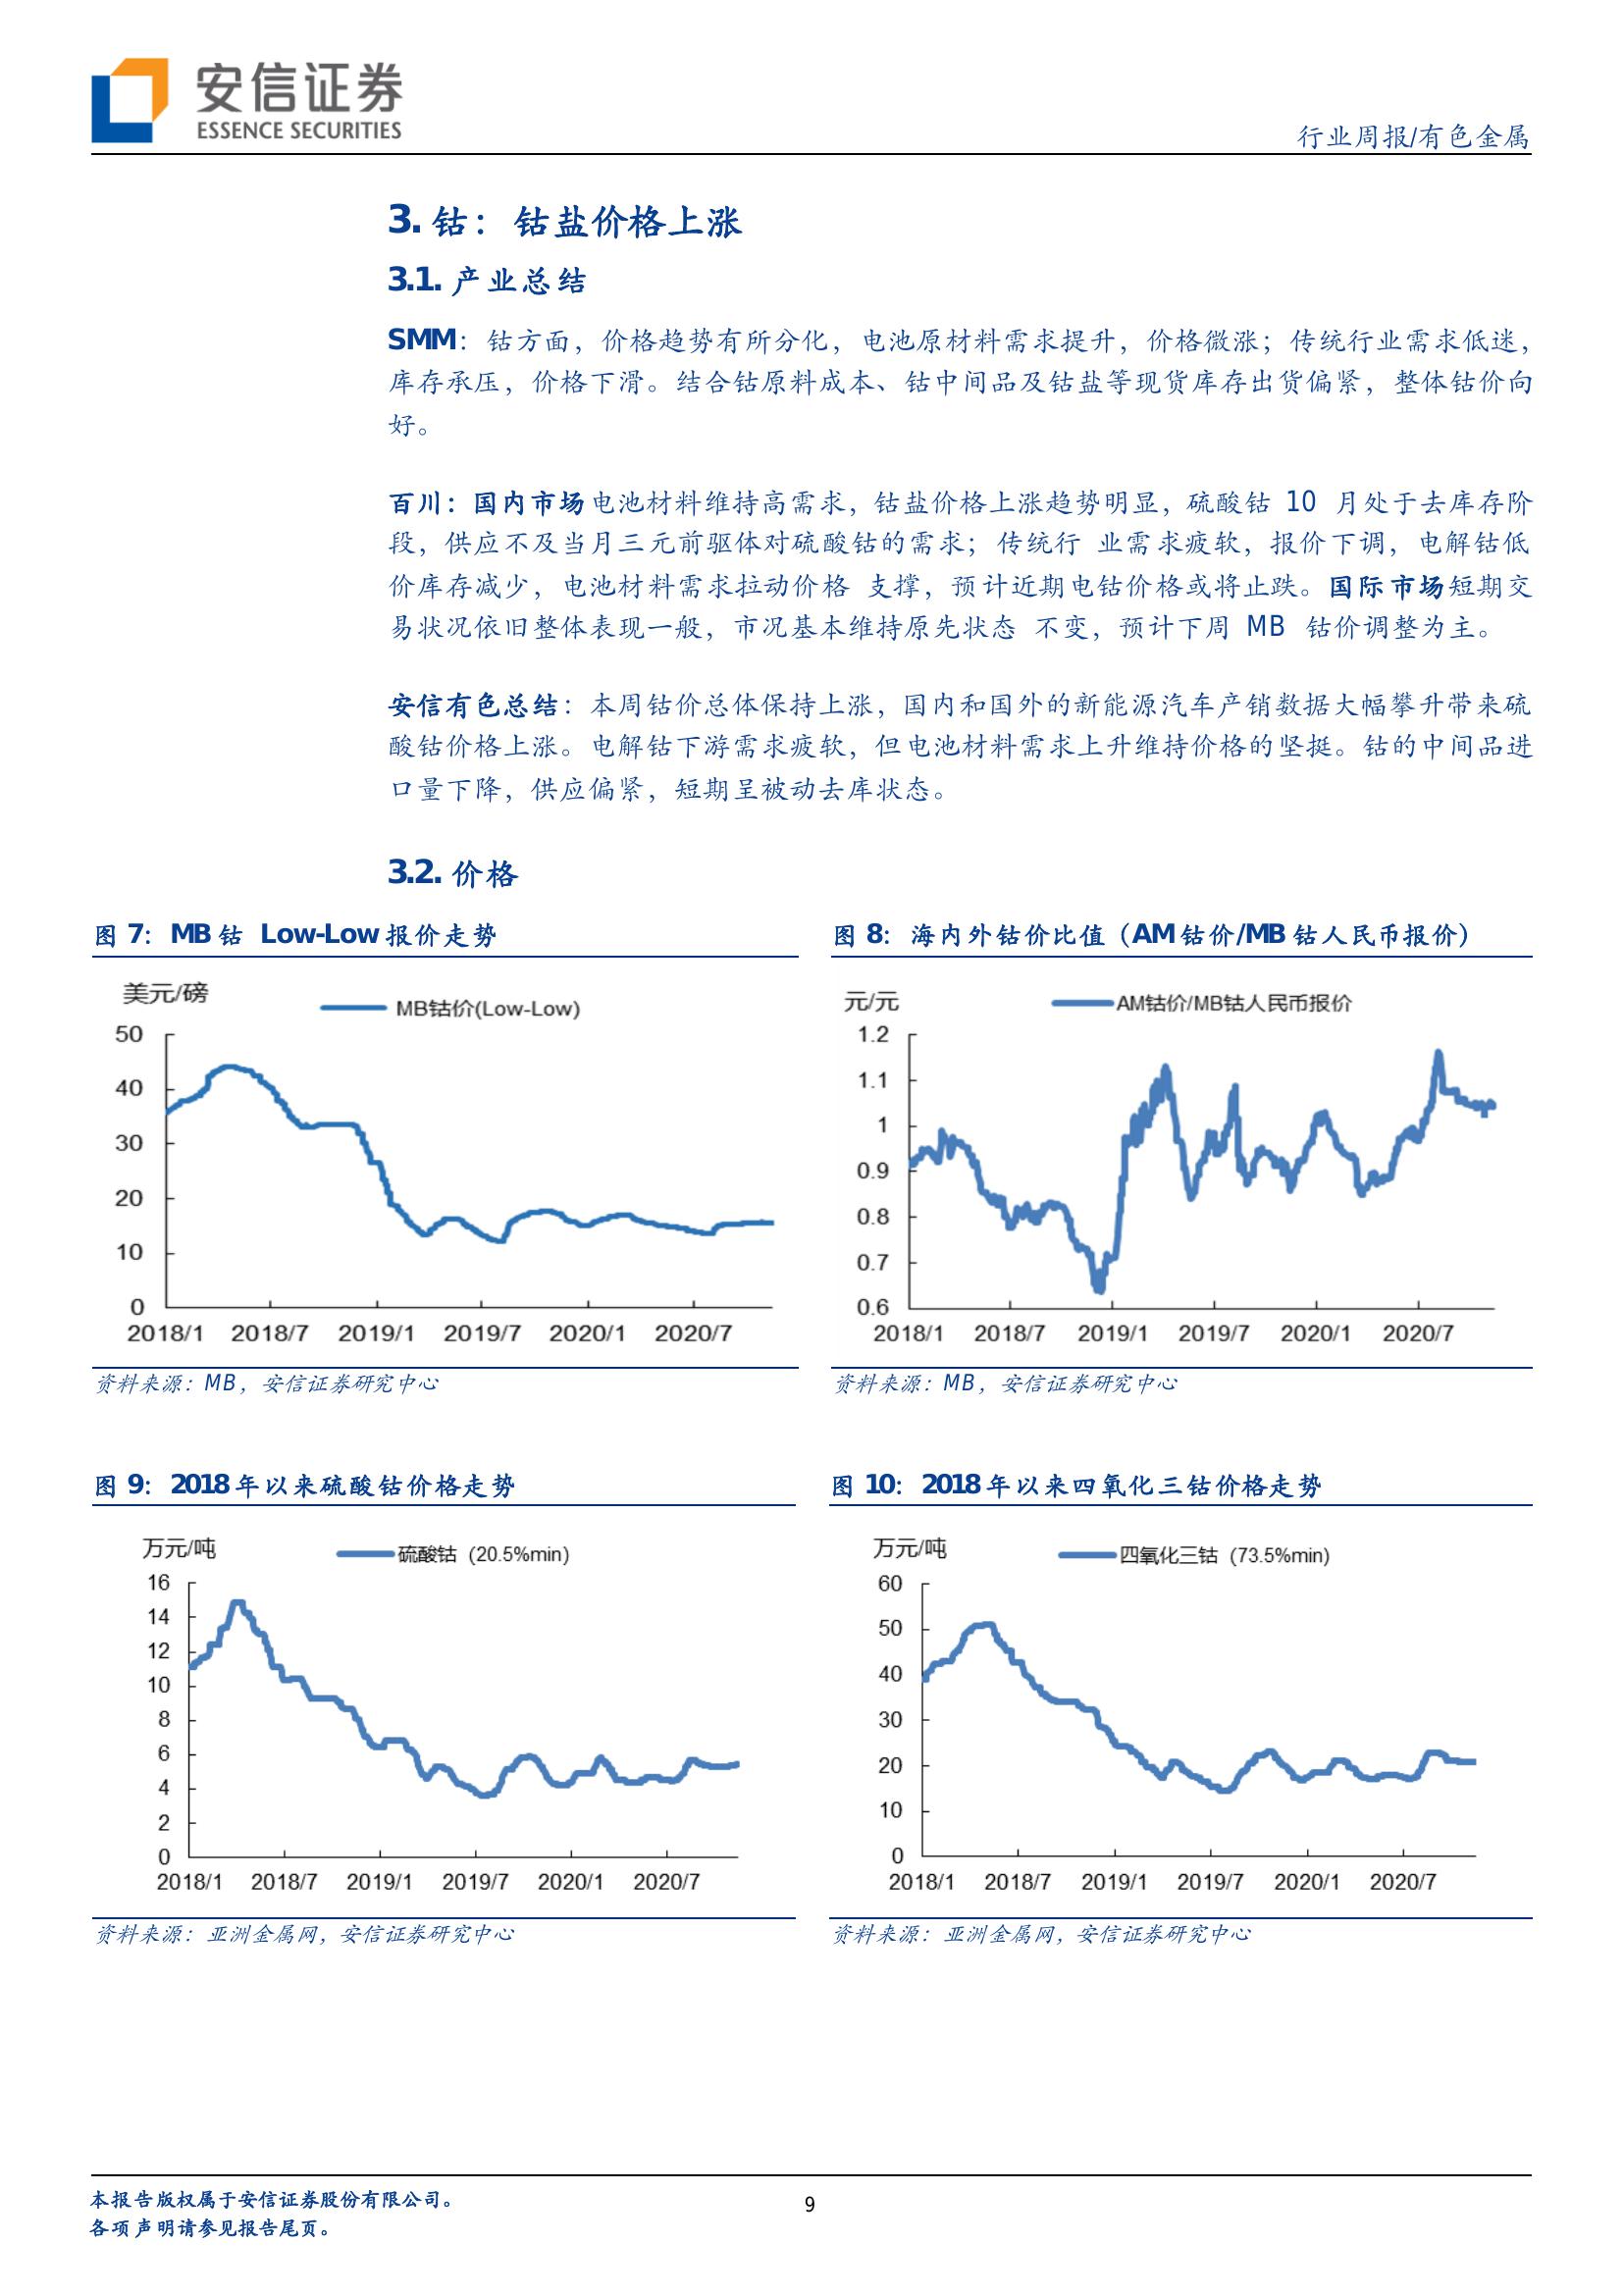 安信证券
ESSENCE SECURITIES
行业周报/有色金属
3. 钴：钴盐价格上涨
3.1. 产业总结
SMM：钴方面，价格趋势有所分化，电池原材料需求提升，价格微涨；传统行业需求低迷，
库存承压，价格下滑。结合钴原料成本、钴中间品及钴盐等现货库存出货偏紧，整体钴价向
好。
百川：国内市场电池材料维持高需求，钴盐价格上涨趋势明显，硫酸钴 10 月处于去库存阶
段，供应不及当月三元前驱体对硫酸钴的需求；传统行 业需求疲软，报价下调，电解钴低
价库存减少，电池材料需求拉动价格 支撑，预计近期电钴价格或将止跌。国际市场短期交
易状况依旧整体表现一般，市况基本维持原先状态 不变，预计下周 MB 钴价调整为主。
安信有色总结：本周钴价总体保持上涨，国内和国外的新能源汽车产销数据大幅攀升带来硫
酸钴价格上涨。电解钴下游需求疲软，但电池材料需求上升维持价格的坚挺。钴的中间品进
口量下降，供应偏紧，短期呈被动去库状态。
3.2. 价格
图 7：MB 钴 Low-Low 报价走势
美元/磅
MB钴价(Low-Low)
50
40
30
20
10
0
2018/1 2018/7 2019/1 2019/7 2020/1 2020/7
资料来源：MB，安信证券研究中心
图 8：海内外钴价比值（AM 钴价/MB 钴人民币报价）
元/元
AM钴价/MB钴人民币报价
1.2
1.1
1
0.9
0.8
0.7
0.6
2018/1 2018/7 2019/1 2019/7 2020/1 2020/7
资料来源：MB，安信证券研究中心
图 9：2018 年以来硫酸钴价格走势
万元/吨
硫酸钴（20.5%min)
16
14
12
10
8
6
4
2
0
2018/1 2018/7 2019/1 2019/7 2020/1 2020/7
资料来源：亚洲金属网，安信证券研究中心
图 10：2018 年以来四氧化三钴价格走势
万元/吨
四氧化三钴（73.5%min)
60
50
40
30
20
10
0
2018/1 2018/7 2019/1 2019/7 2020/1 2020/7
资料来源：亚洲金属网，安信证券研究中心
本报告版权属于安信证券股份有限公司。
各项声明请参见报告尾页。
9